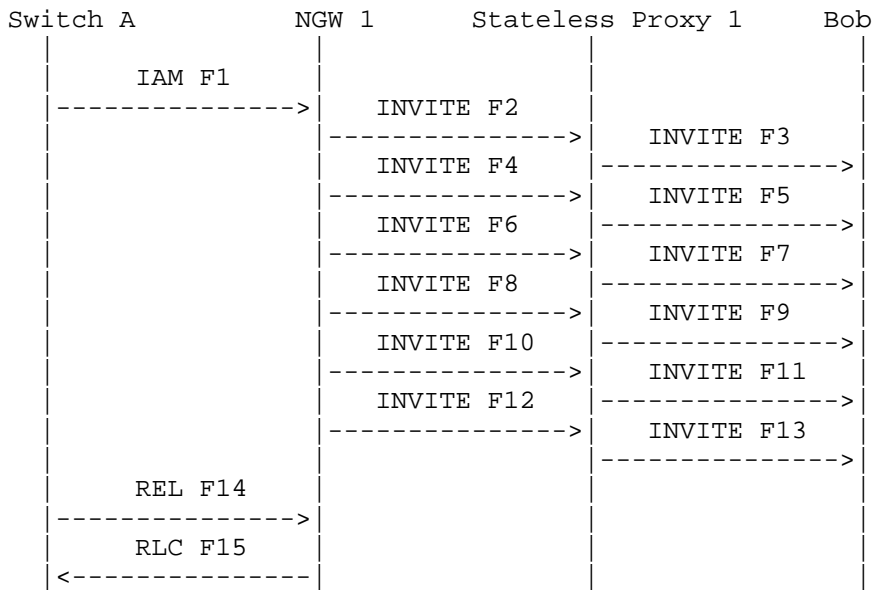 Switch A NGW 1 Stateless Proxy 1 Bob
IAM F1
INVITE F2
INVITE F3
INVITE F4
INVITE F5
INVITE F6
INVITE F7
INVITE F8
INVITE F9
INVITE F10
INVITE F11
INVITE F12
INVITE F13
REL F14
RLC F15